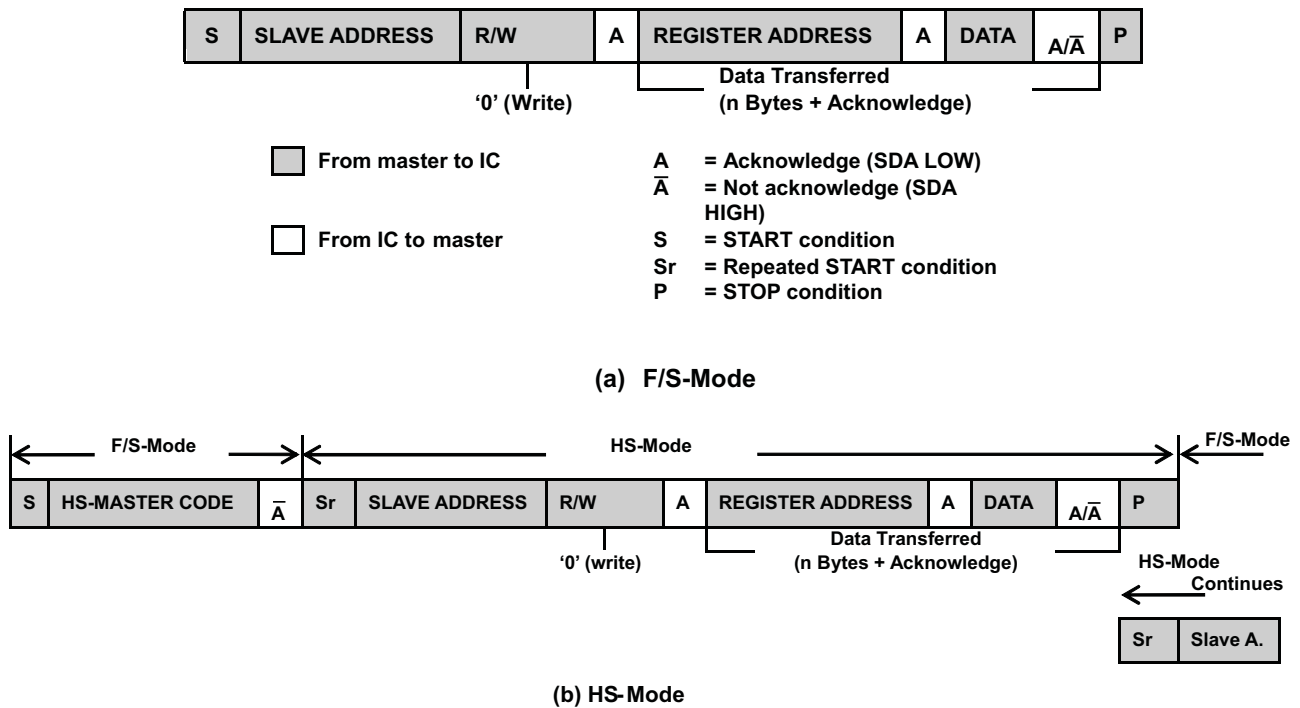 S SLAVE ADDRESS R/W A REGISTER ADDRESS A DATA A/A̅ P
‘0’ (Write)
Data Transferred
(n Bytes + Acknowledge)
From master to IC
From IC to master
A = Acknowledge (SDA LOW)
A̅ = Not acknowledge (SDA
HIGH)
S = START condition
Sr = Repeated START condition
P = STOP condition
(a) F/S-Mode
F/S-Mode HS-Mode F/S-Mode
S HS-MASTER CODE A̅ Sr SLAVE ADDRESS R/W A REGISTER ADDRESS A DATA A/A̅ P
‘0’ (write)
Data Transferred
(n Bytes + Acknowledge)
HS-Mode
Continues
Sr Slave A.
(b) HS-Mode